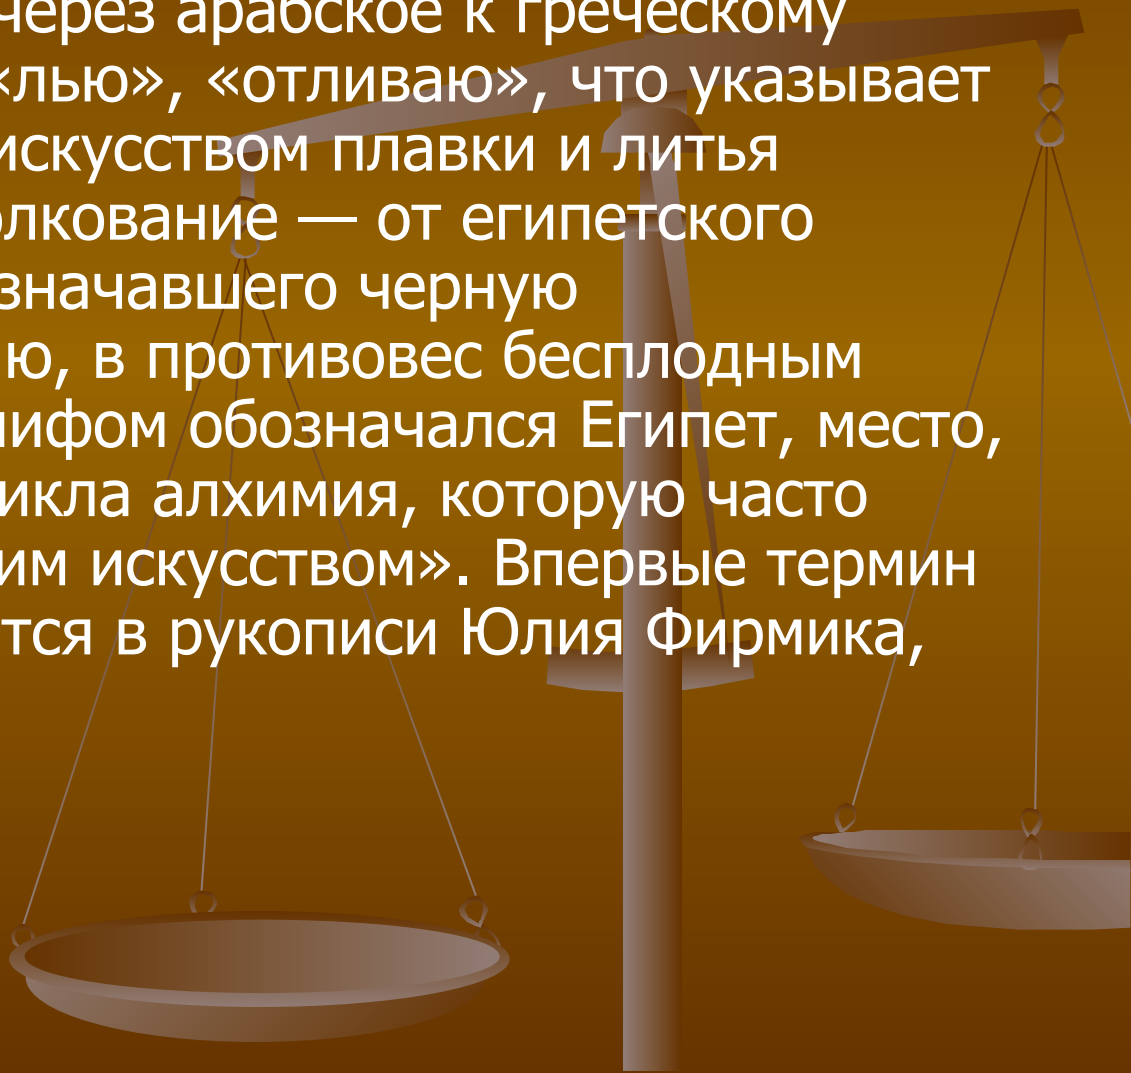 через арабское к греческому
«лью», «отливаю», что указывает
искусством плавки и литья
олкование — от египетского
значавшего черную
ю, в противовес бесплодным
ифом обозначался Египет, место,
икла алхимия, которую часто
им искусством». Впервые термин
тся в рукописи Юлия Фирмика,